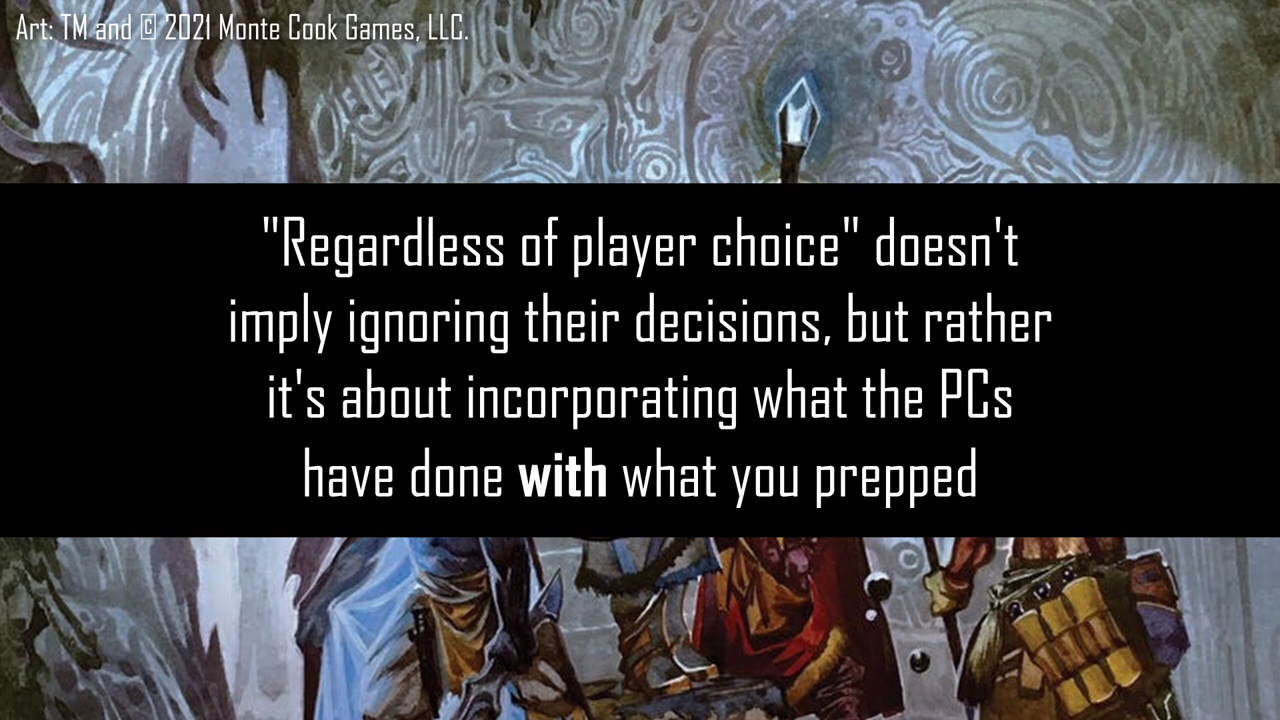 Art: TM and © 2021 Monte Cook Games, LLC.
"Regardless of player choice" doesn't
imply ignoring their decisions, but rather
it's about incorporating what the PCs
have done with what you prepped